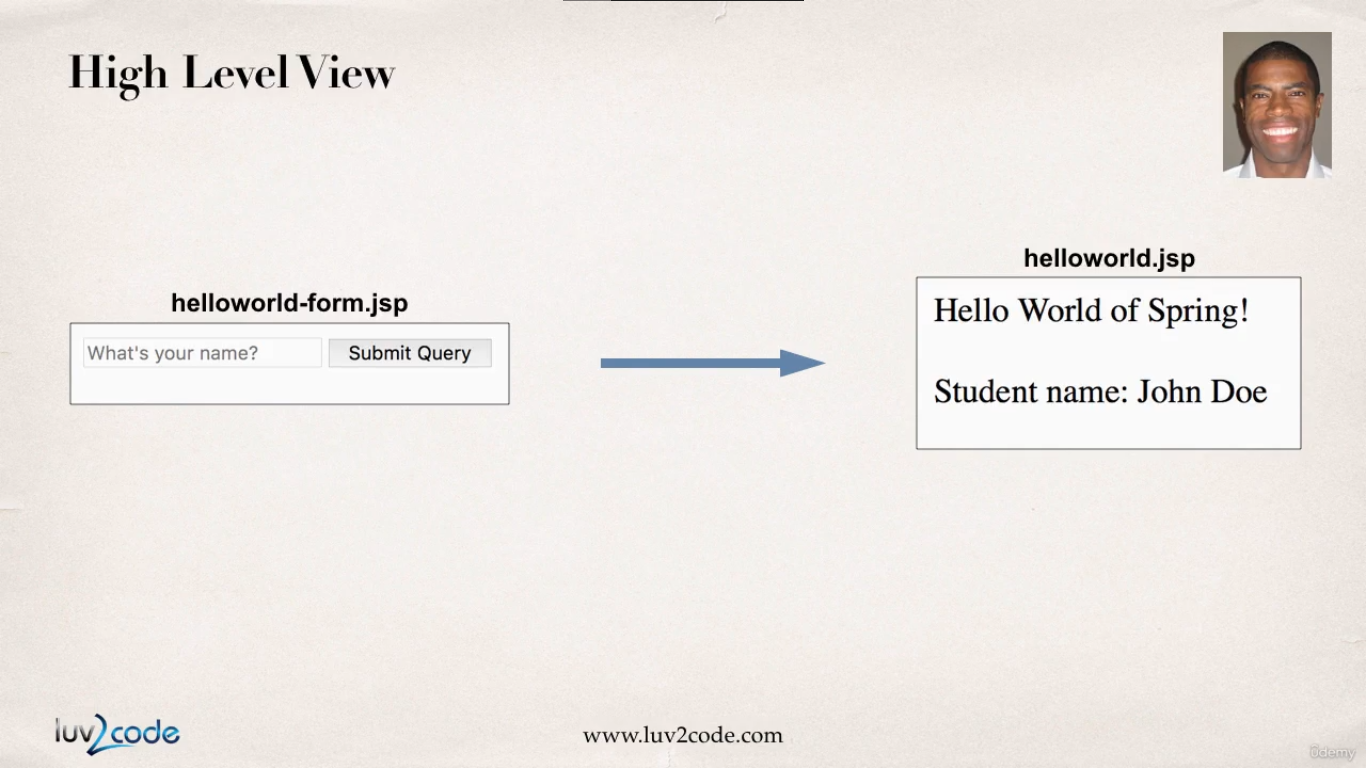 High Level View
helloworld-form.jsp
What's your name? Submit Query
helloworld.jsp
Hello World of Spring!
Student name: John Doe
luv2code
www.luv2code.com
ûdemy